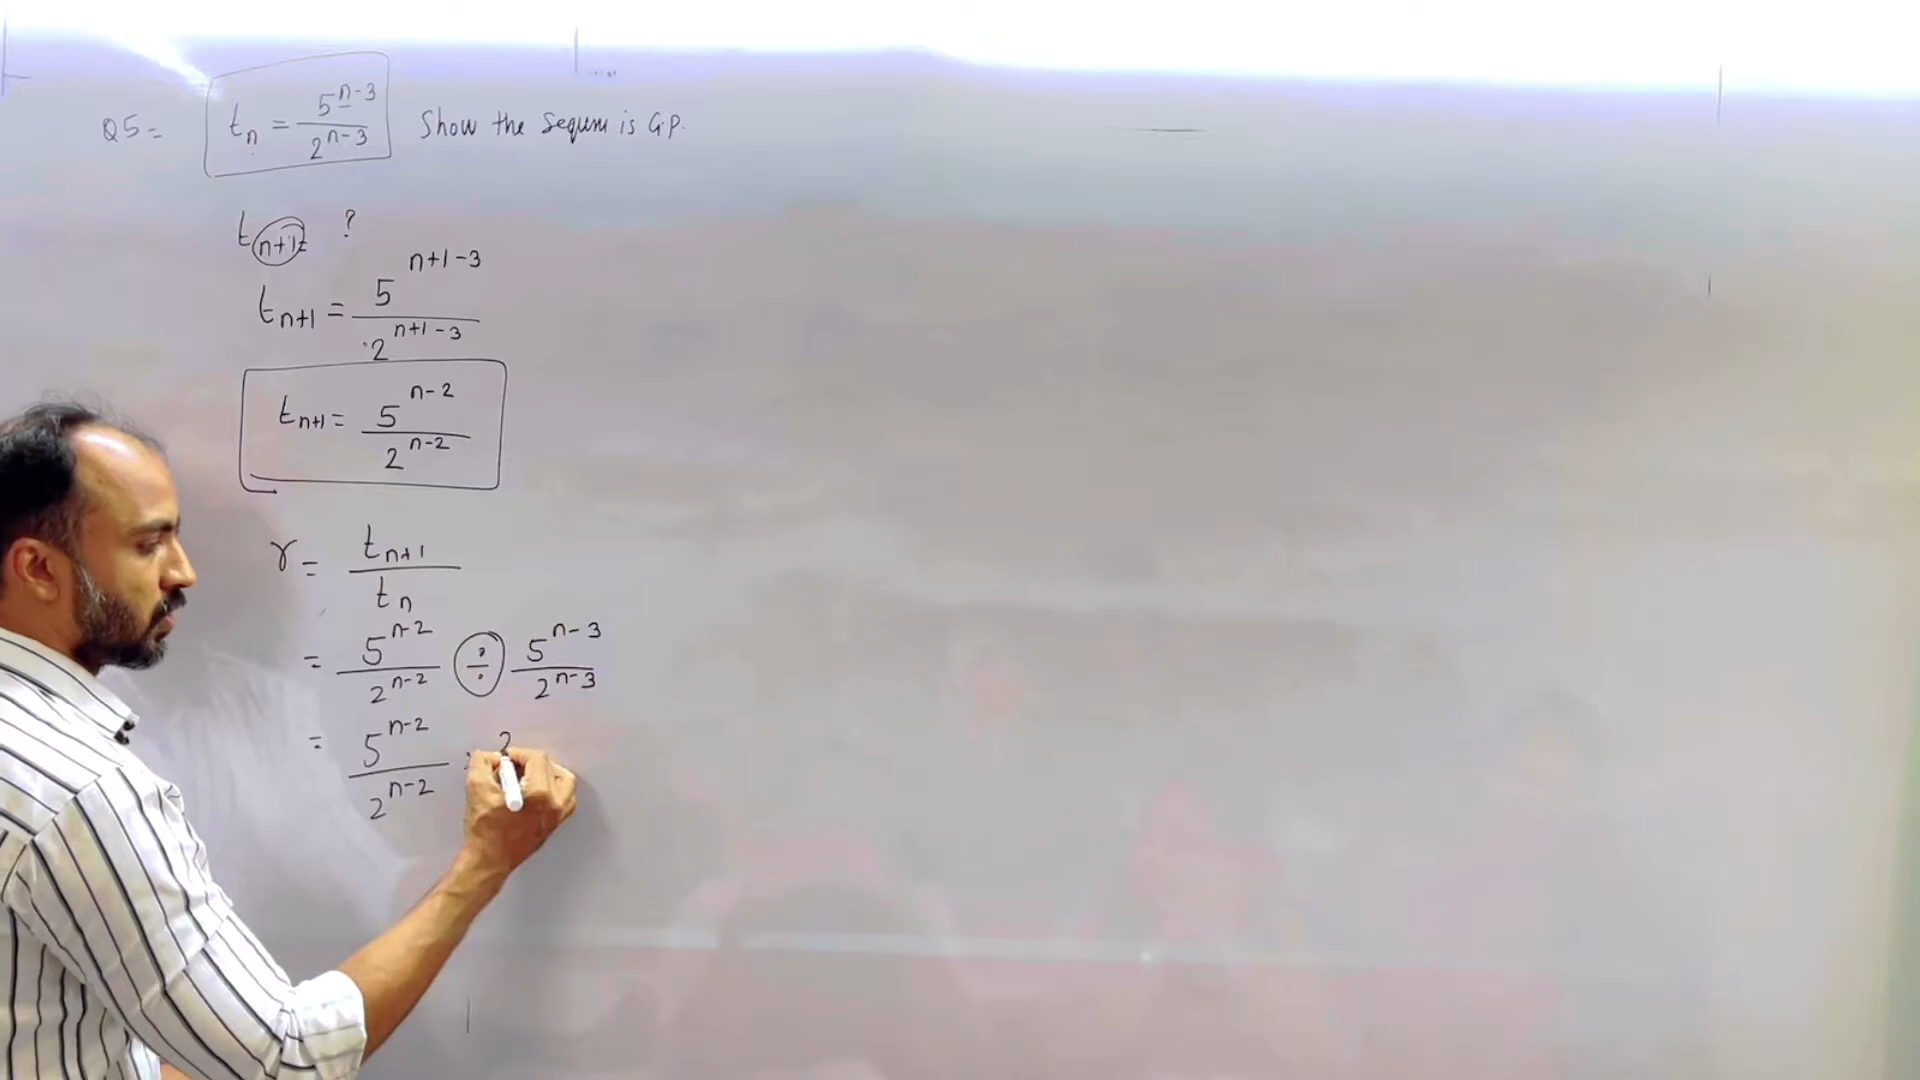 Q5= t_n = 5^{n-3} / 2^{n-3} Show the Sequen is G.P.
t_{n+1} = ?
t_{n+1} = 5^{n+1-3} / 2^{n+1-3}
t_{n+1} = 5^{n-2} / 2^{n-2}
r = t_{n+1} / t_n
= 5^{n-2} / 2^{n-2} ÷ 5^{n-3} / 2^{n-3}
= 5^{n-2} / 2^{n-2}